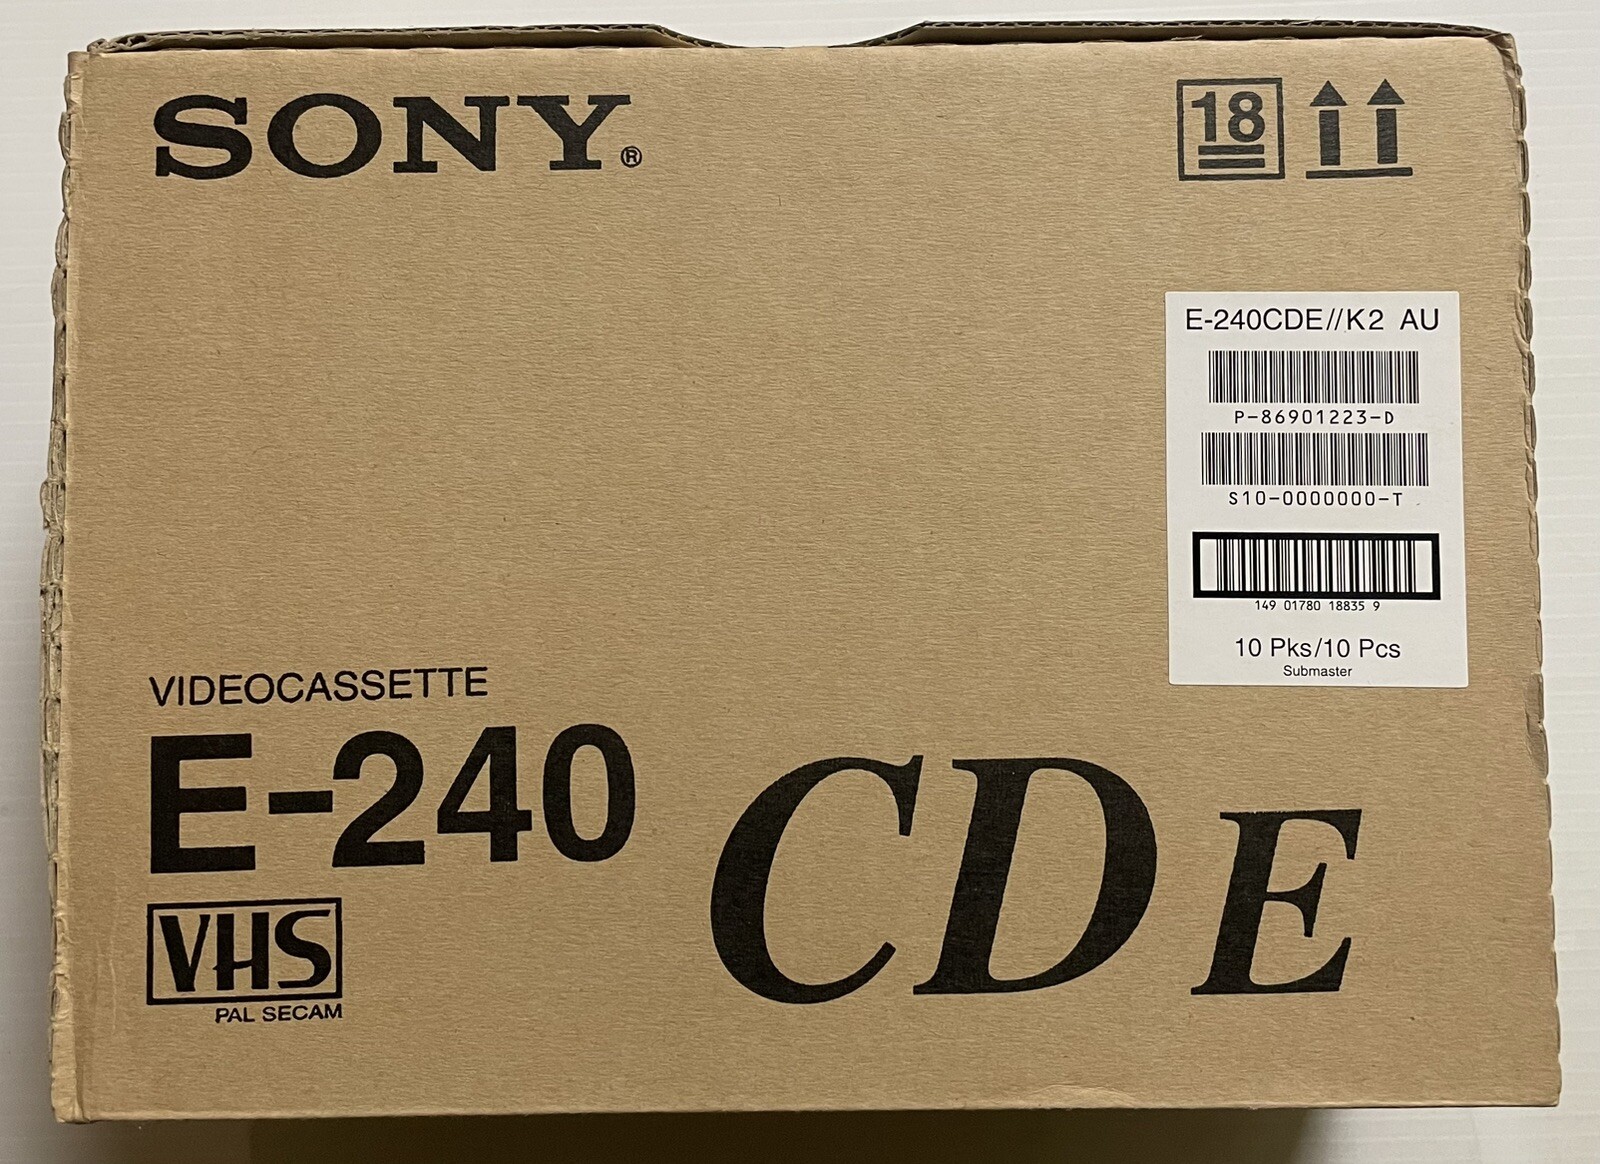 SONY®
18
E-240CDE//K2 AU
P-86901223-D
S10-0000000-T
149 01780 18835 9
10 Pks/10 Pcs
Submaster
VIDEOCASSETTE
E-240
CDE
VHS
PAL SECAM